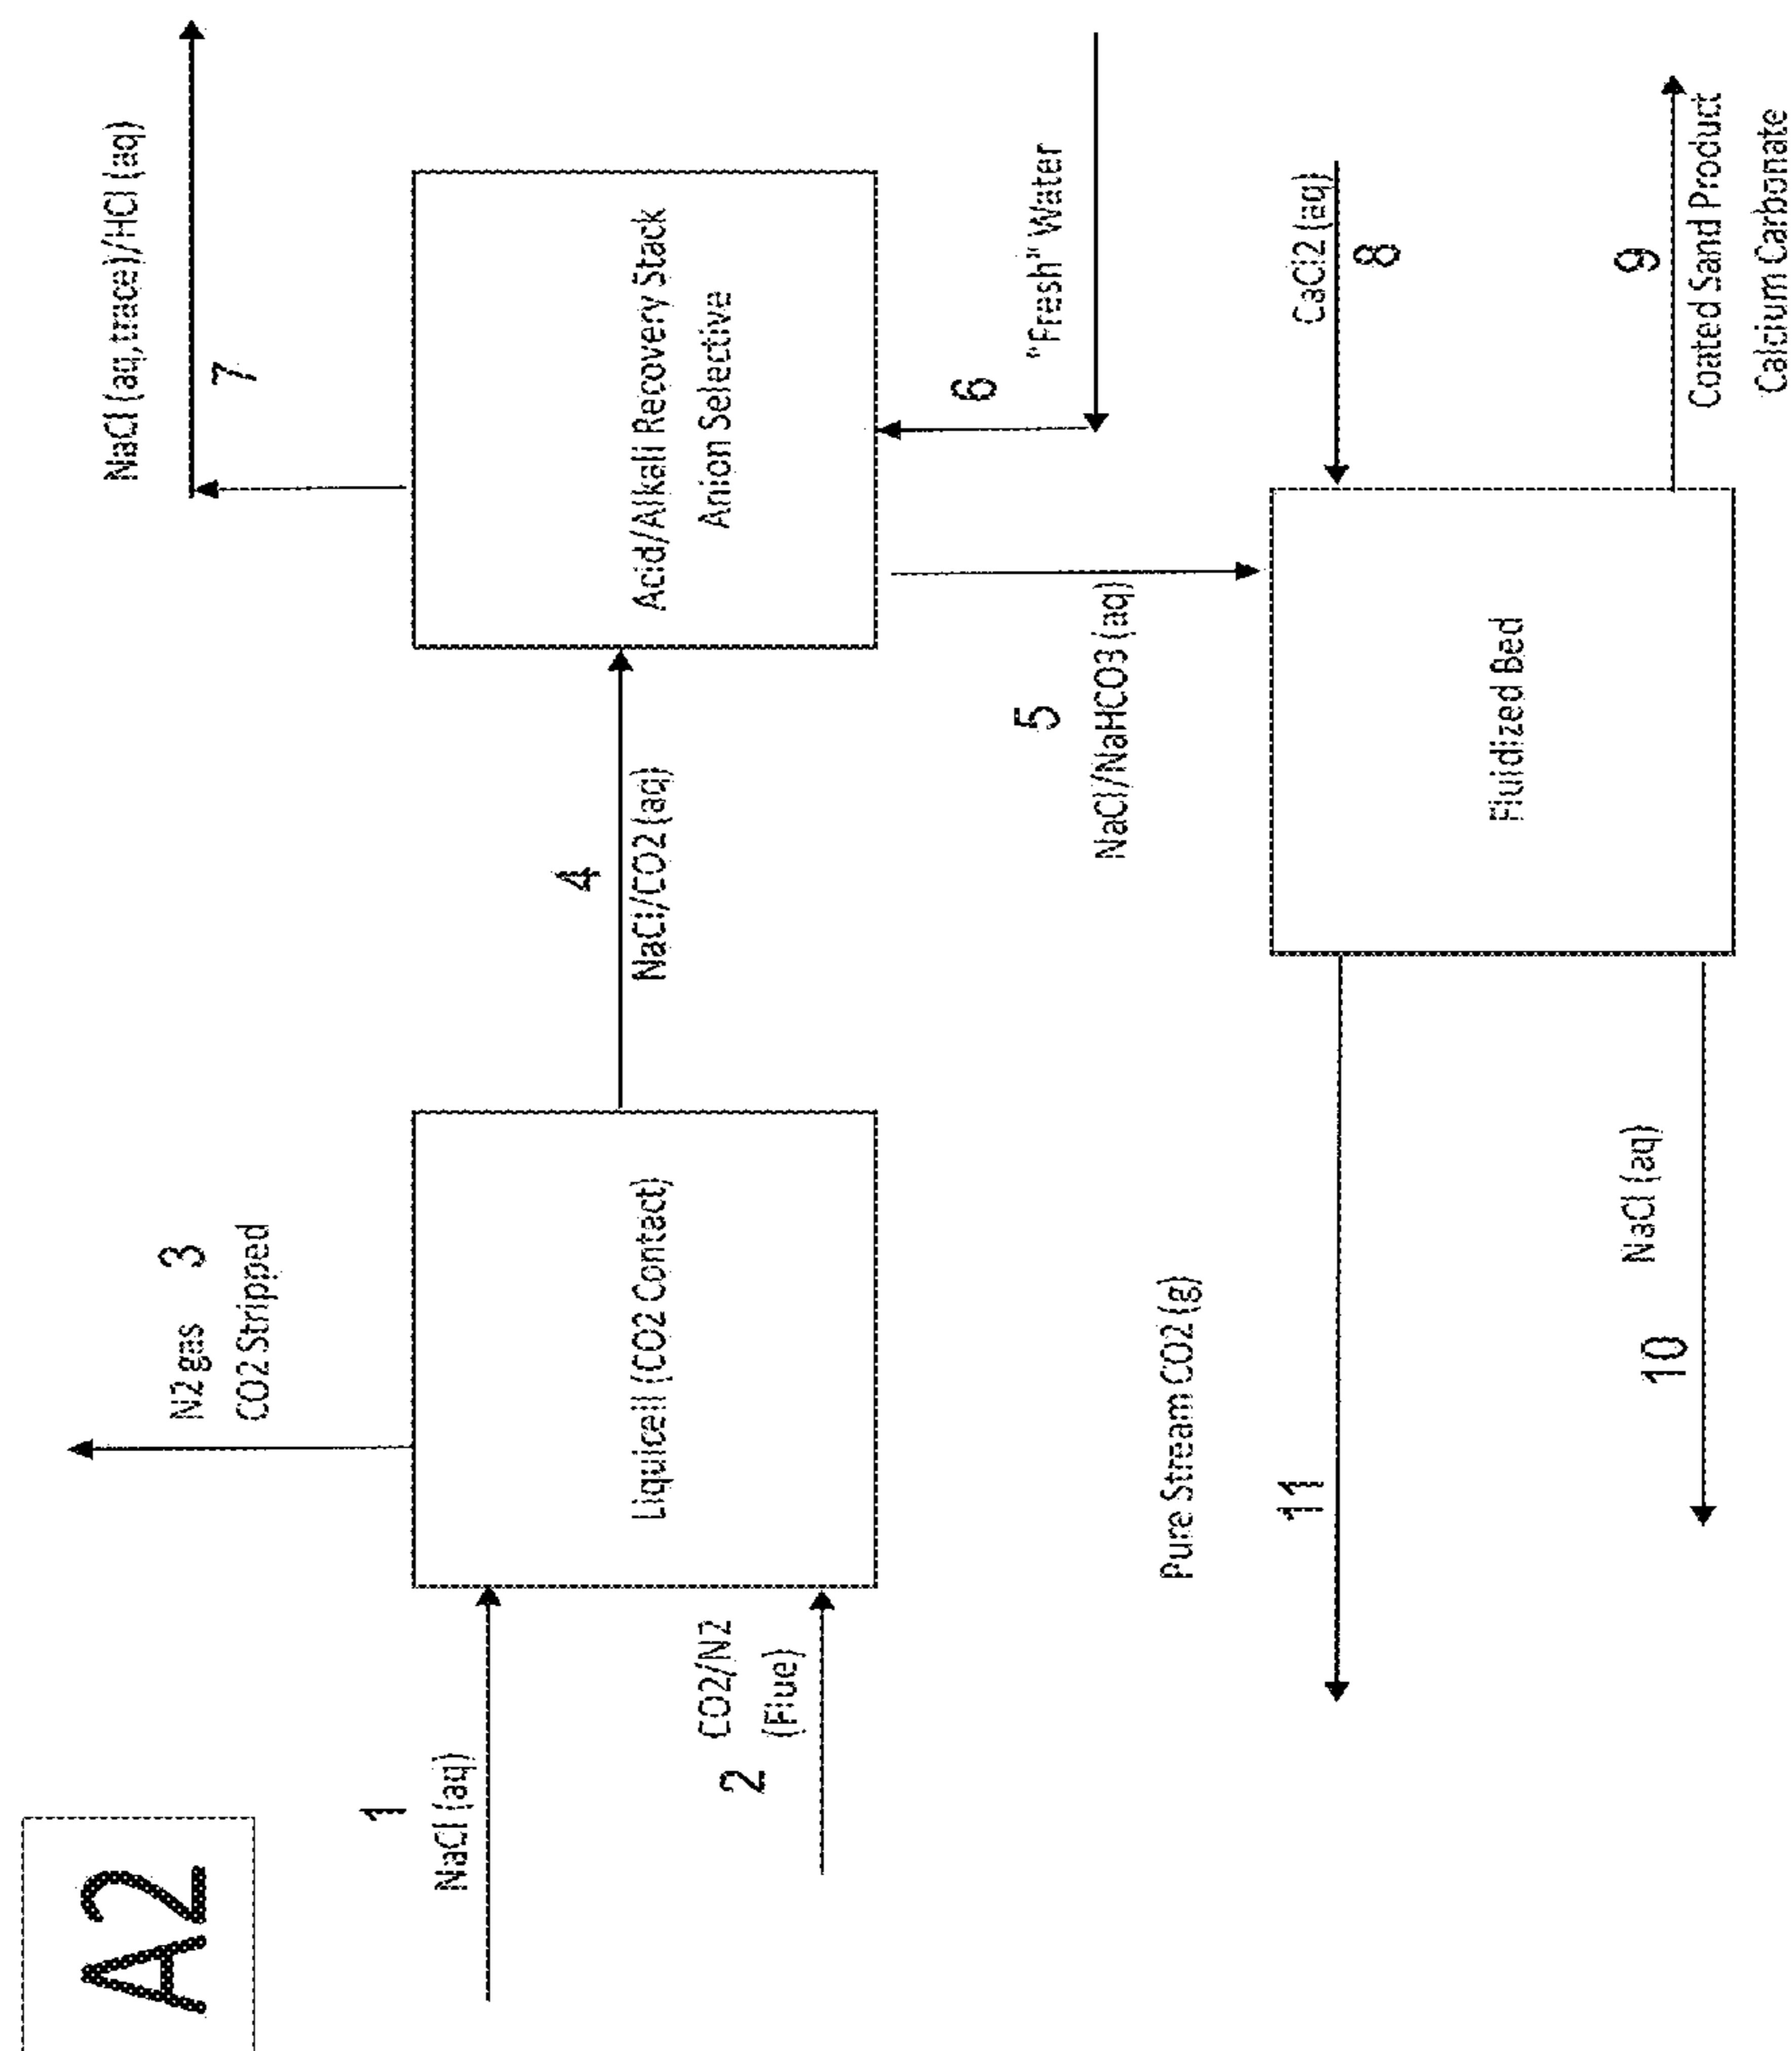 A2
1
NaCl (aq)
2
CO2/N2
(Flue)
N2 gas 3
CO2 Stripped
Liquicell (CO2 Contact)
4
NaCl/CO2 (aq)
Acid/Alkali Recovery Stack
Anion Selective
NaCl (aq,trace)/HCl (aq)
7
6
"Fresh" Water
5
NaCl/NaHCO3 (aq)
CaCl2 (aq)
8
Fluidized Bed
9
Coated Sand Product
Calcium Carbonate
Pure Stream CO2 (g)
11
NaCl (aq)
10